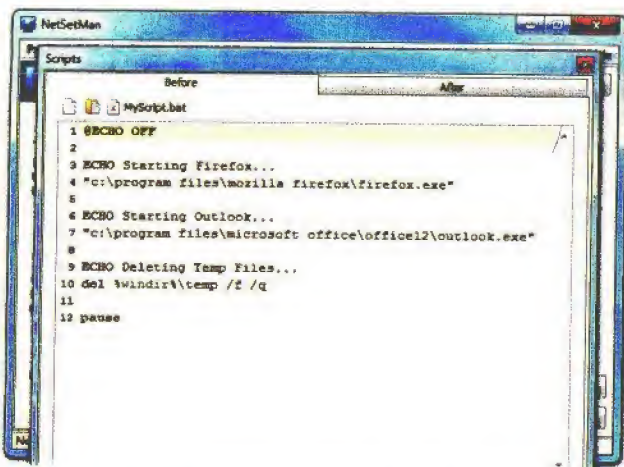 NetSetMan
Scripts
Before After
MyScript.bat
1 @ECHO OFF
2
3 ECHO Starting Firefox...
4 "c:\program files\mozilla firefox\firefox.exe"
5
6 ECHO Starting Outlook...
7 "c:\program files\microsoft office\office12\outlook.exe"
8
9 ECHO Deleting Temp Files...
10 del %windir%\temp /f /q
11
12 pause